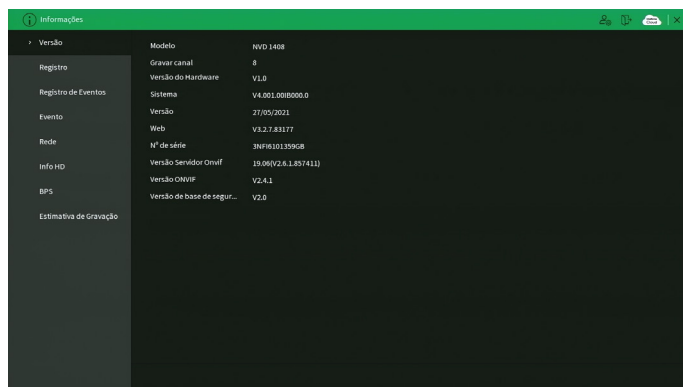 Informações
Versão
Registro
Registro de Eventos
Evento
Rede
Info HD
BPS
Estimativa de Gravação
Modelo NVD 1408
Gravar canal 8
Versão do Hardware V1.0
Sistema V4.001.00IB000.0
Versão 27/05/2021
Web V3.2.7.83177
Nº de série 3NFI6101359GB
Versão Servidor Onvif 19.06(V2.6.1.857411)
Versão ONVIF V2.4.1
Versão de base de segur... V2.0